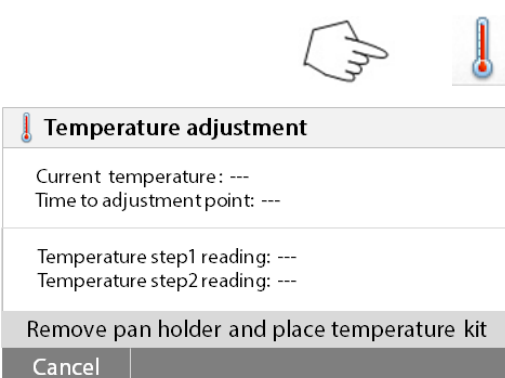 Temperature adjustment
Current temperature: ---
Time to adjustment point: ---
Temperature step1 reading: ---
Temperature step2 reading: ---
Remove pan holder and place temperature kit
Cancel